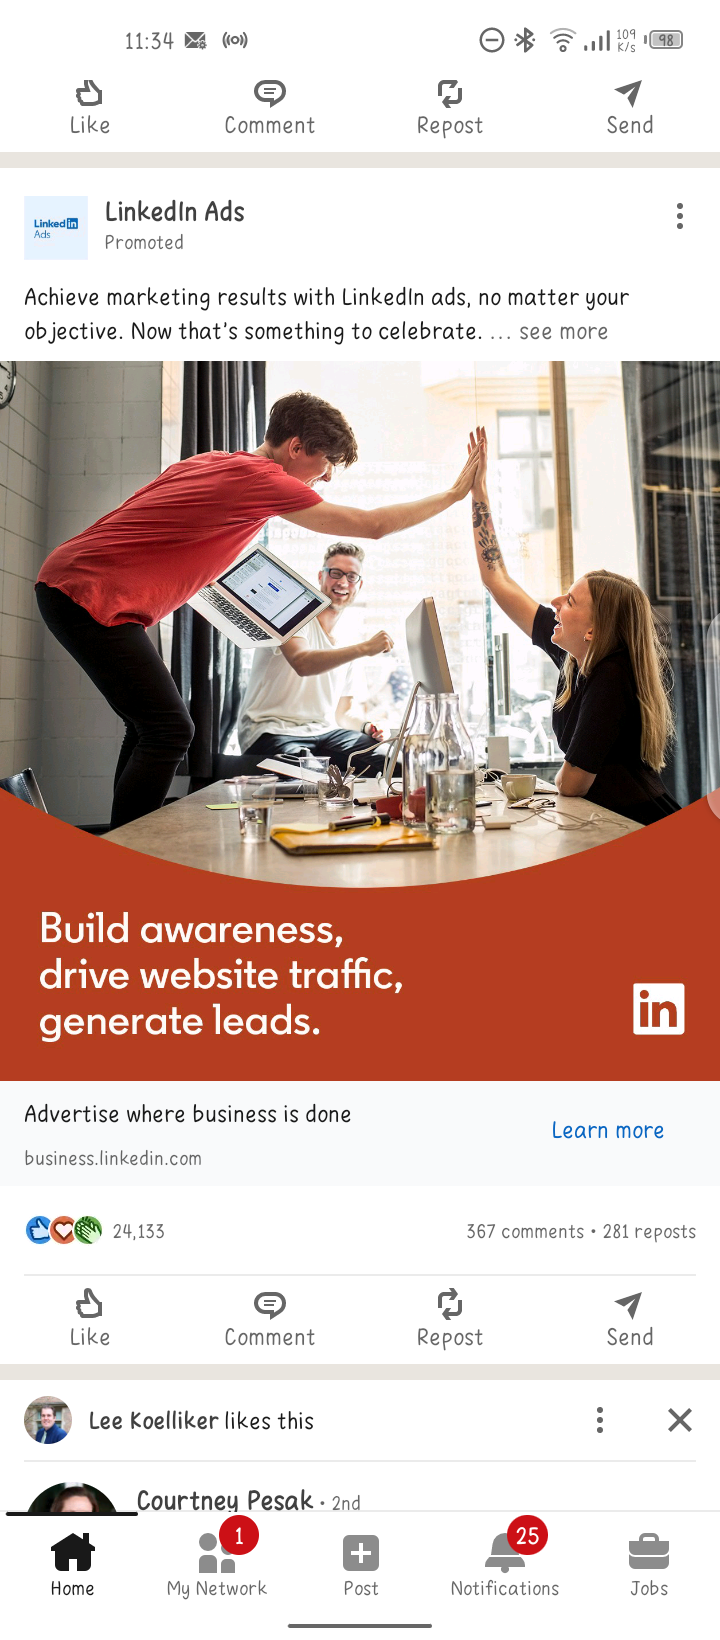 11:34
109
K/s
98
Like
Comment
Repost
Send
Linked in
Ads
LinkedIn Ads
Promoted
Achieve marketing results with LinkedIn ads, no matter your
objective. Now that's something to celebrate. ... see more
Build awareness,
drive website traffic,
generate leads.
in
Advertise where business is done
Learn more
business.linkedin.com
24,133
367 comments • 281 reposts
Like
Comment
Repost
Send
Lee Koelliker likes this
Courtney Pesak • 2nd
1
25
Home
My Network
Post
Notifications
Jobs